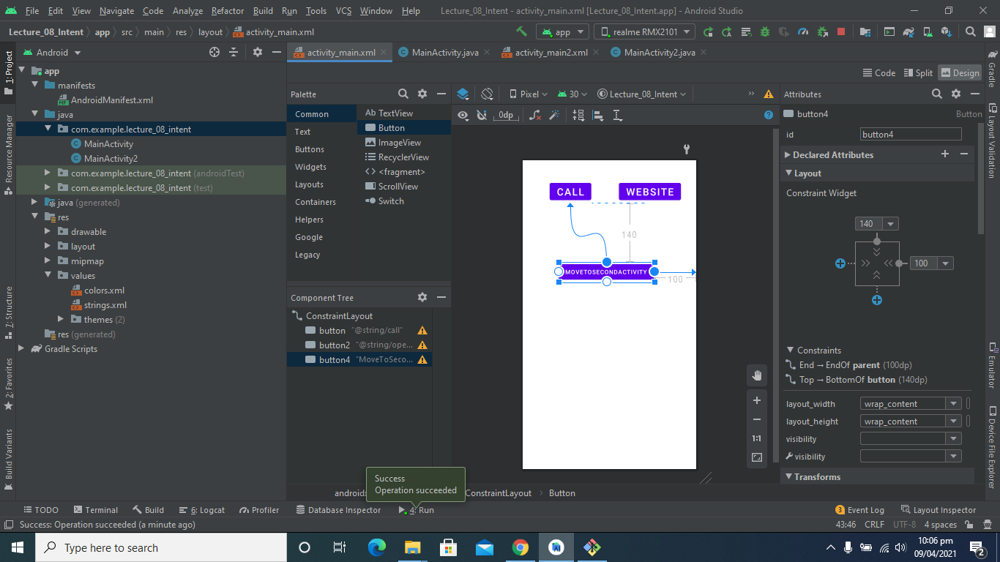 File Edit View Navigate Code Analyze Refactor Build Run Tools VCS Window Help Lecture_08_Intent - activity_main.xml [Lecture_08_Intent.app] - Android Studio
Lecture_08_Intent app src main res layout activity_main.xml app realme RMX2101
Android
activity_main.xml MainActivity.java activity_main2.xml MainActivity2.java
Code Split Design
1: Project
Resource Manager
7: Structure
2: Favorites
Build Variants
app
manifests
AndroidManifest.xml
java
com.example.lecture_08_intent
MainActivity
MainActivity2
com.example.lecture_08_intent (androidTest)
com.example.lecture_08_intent (test)
java (generated)
res
drawable
layout
mipmap
values
colors.xml
strings.xml
themes (2)
res (generated)
Gradle Scripts
Palette
Common
Text
Buttons
Widgets
Layouts
Containers
Helpers
Google
Legacy
Ab TextView
Button
ImageView
RecyclerView
<fragment>
ScrollView
Switch
Component Tree
ConstraintLayout
button "@string/call"
button2 "@string/ope...
button4 "MoveToSeco...
Pixel 30 Lecture_08_Intent
0dp
CALL WEBSITE
140
MOVETOSECONDACTIVITY
100
1:1
Attributes
button4 Button
id button4
Declared Attributes
Layout
Constraint Widget
140
100
Constraints
End → EndOf parent (100dp)
Top → BottomOf button (140dp)
layout_width wrap_content
layout_height wrap_content
visibility
visibility
Transforms
Gradle
Layout Validation
Emulator
Device File Explorer
Success
Operation succeeded
androidx ConstraintLayout Button
TODO Terminal Build 6: Logcat Profiler Database Inspector 4: Run 3 Event Log Layout Inspector
Success: Operation succeeded (a minute ago) 43:46 CRLF UTF-8 4 spaces
Type here to search
10:06 pm
09/04/2021
2